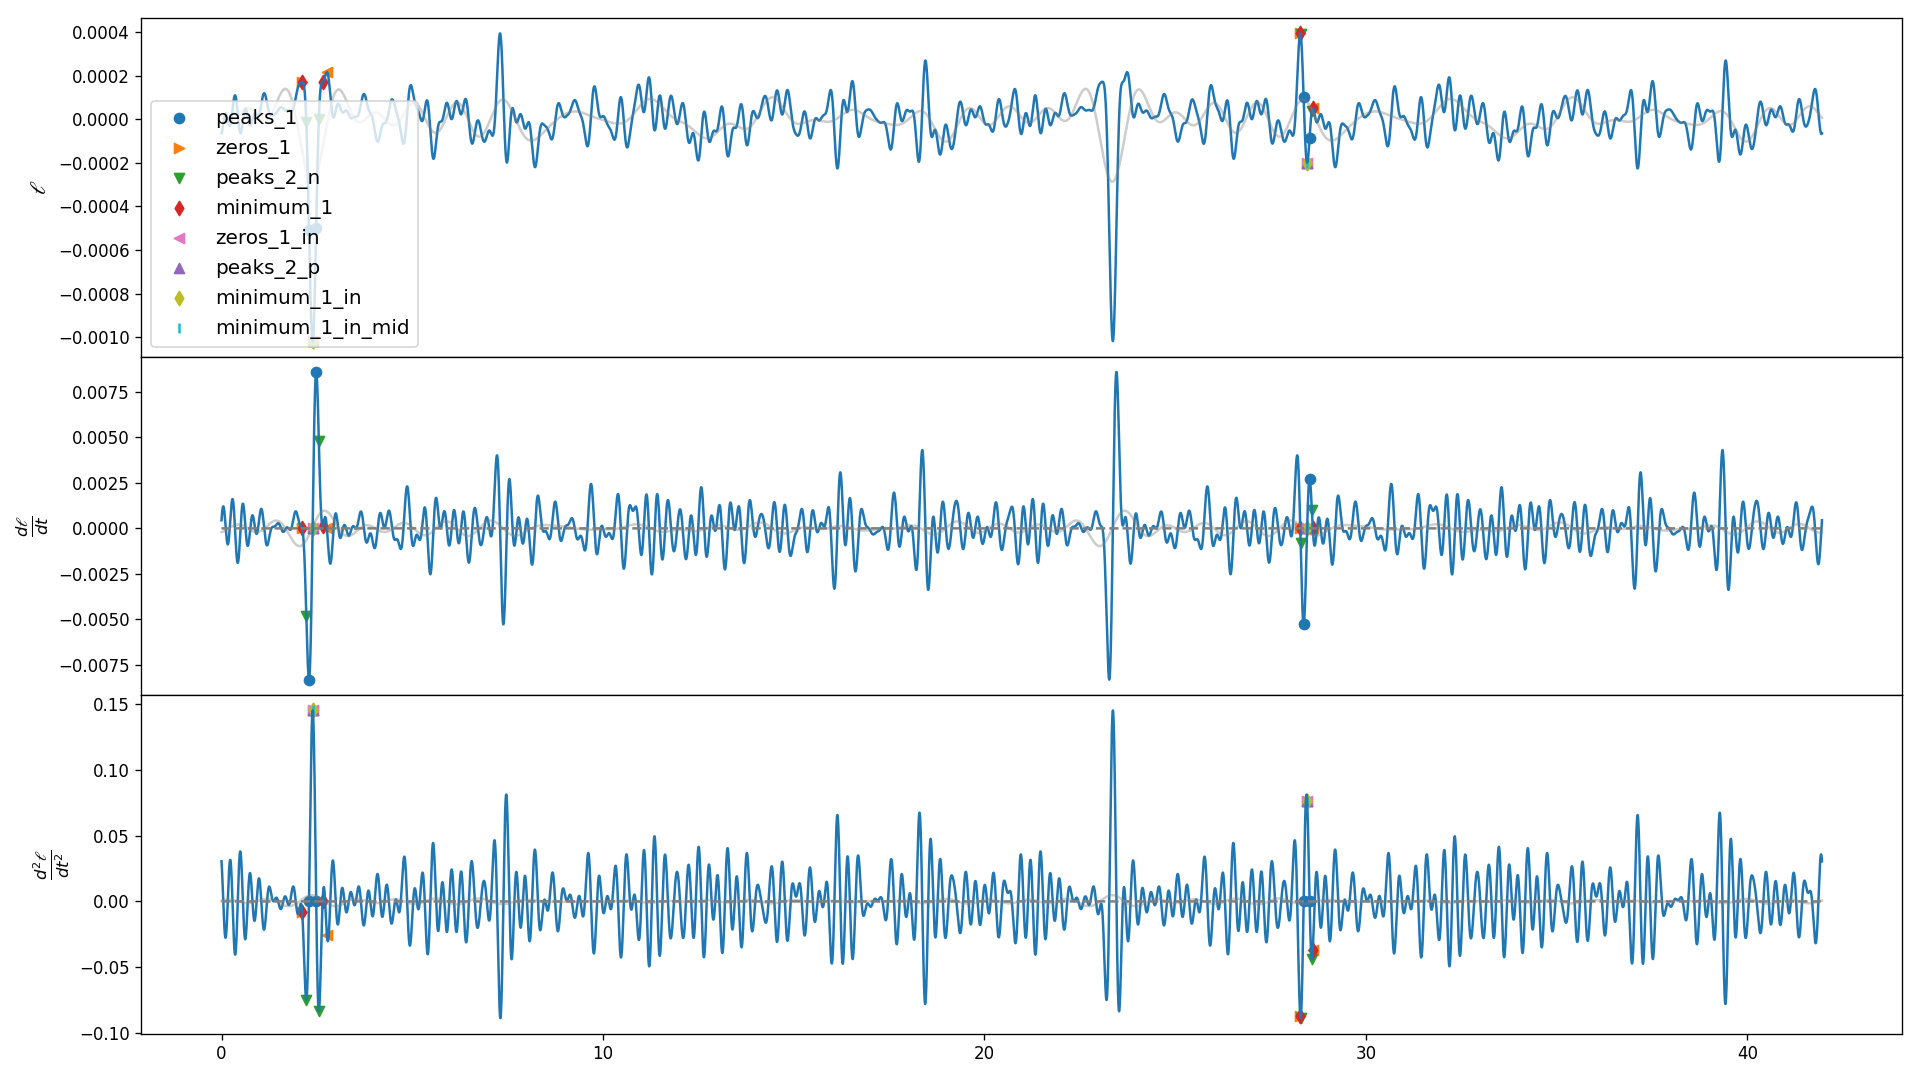 0.0004
0.0002
0.0000
−0.0002
−0.0004
−0.0006
−0.0008
−0.0010
ℓ
peaks_1
zeros_1
peaks_2_n
minimum_1
zeros_1_in
peaks_2_p
minimum_1_in
minimum_1_in_mid
0.0075
0.0050
0.0025
0.0000
−0.0025
−0.0050
−0.0075
dℓ
dt
0.15
0.10
0.05
0.00
−0.05
−0.10
d²ℓ
dt²
0 10 20 30 40